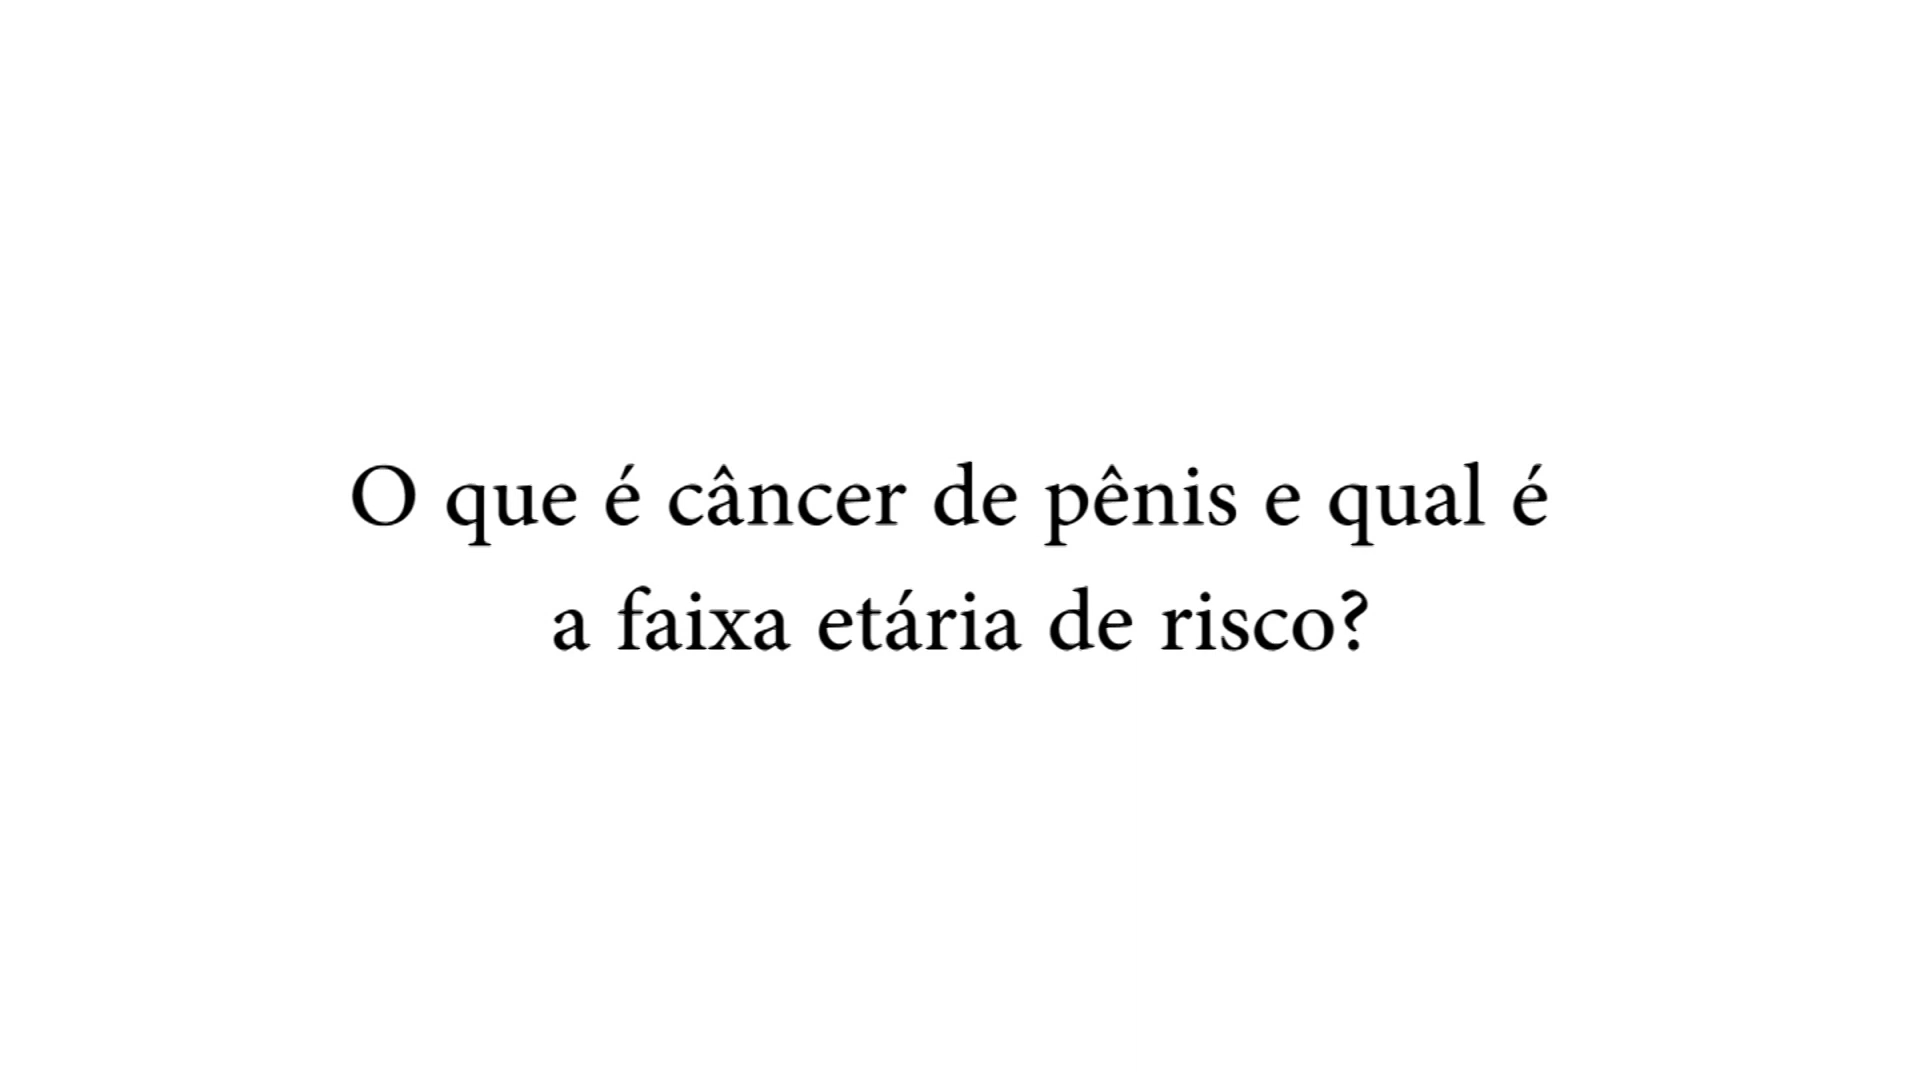 O que é câncer de pênis e qual é
a faixa etária de risco?